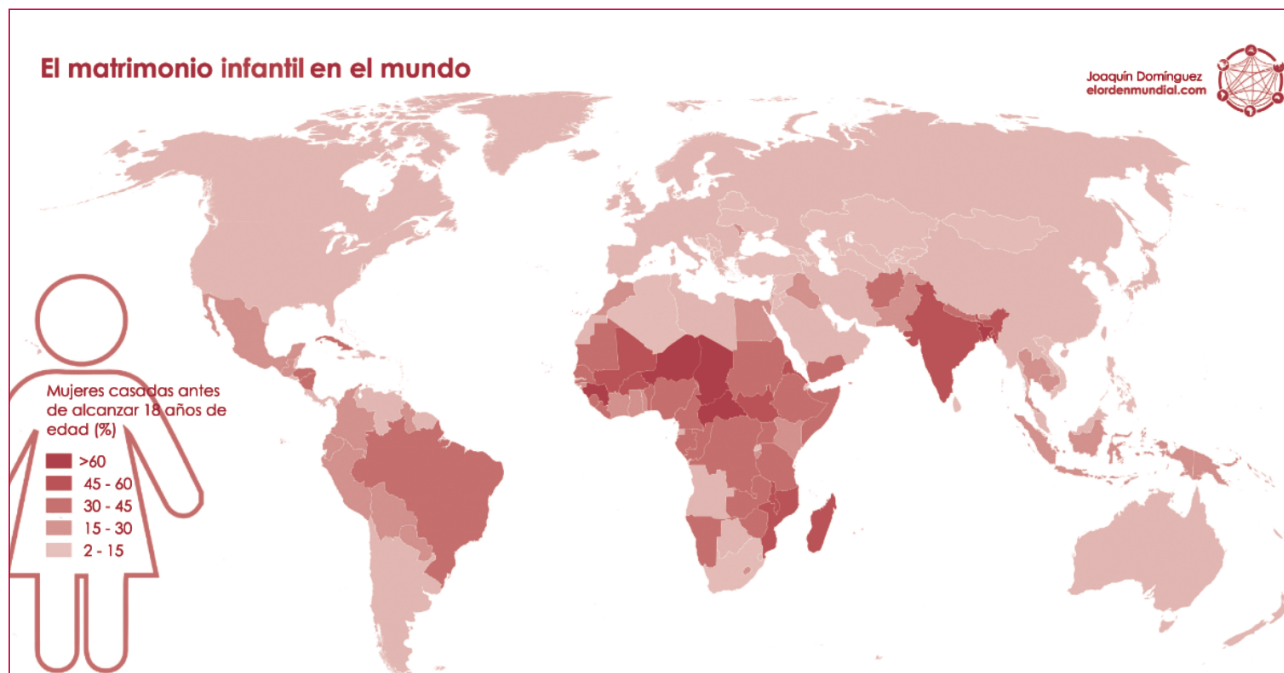 El matrimonio infantil en el mundo
Joaquín Domínguez
elordenmundial.com
Mujeres casadas antes
de alcanzar 18 años de
edad (%)
>60
45 - 60
30 - 45
15 - 30
2 - 15